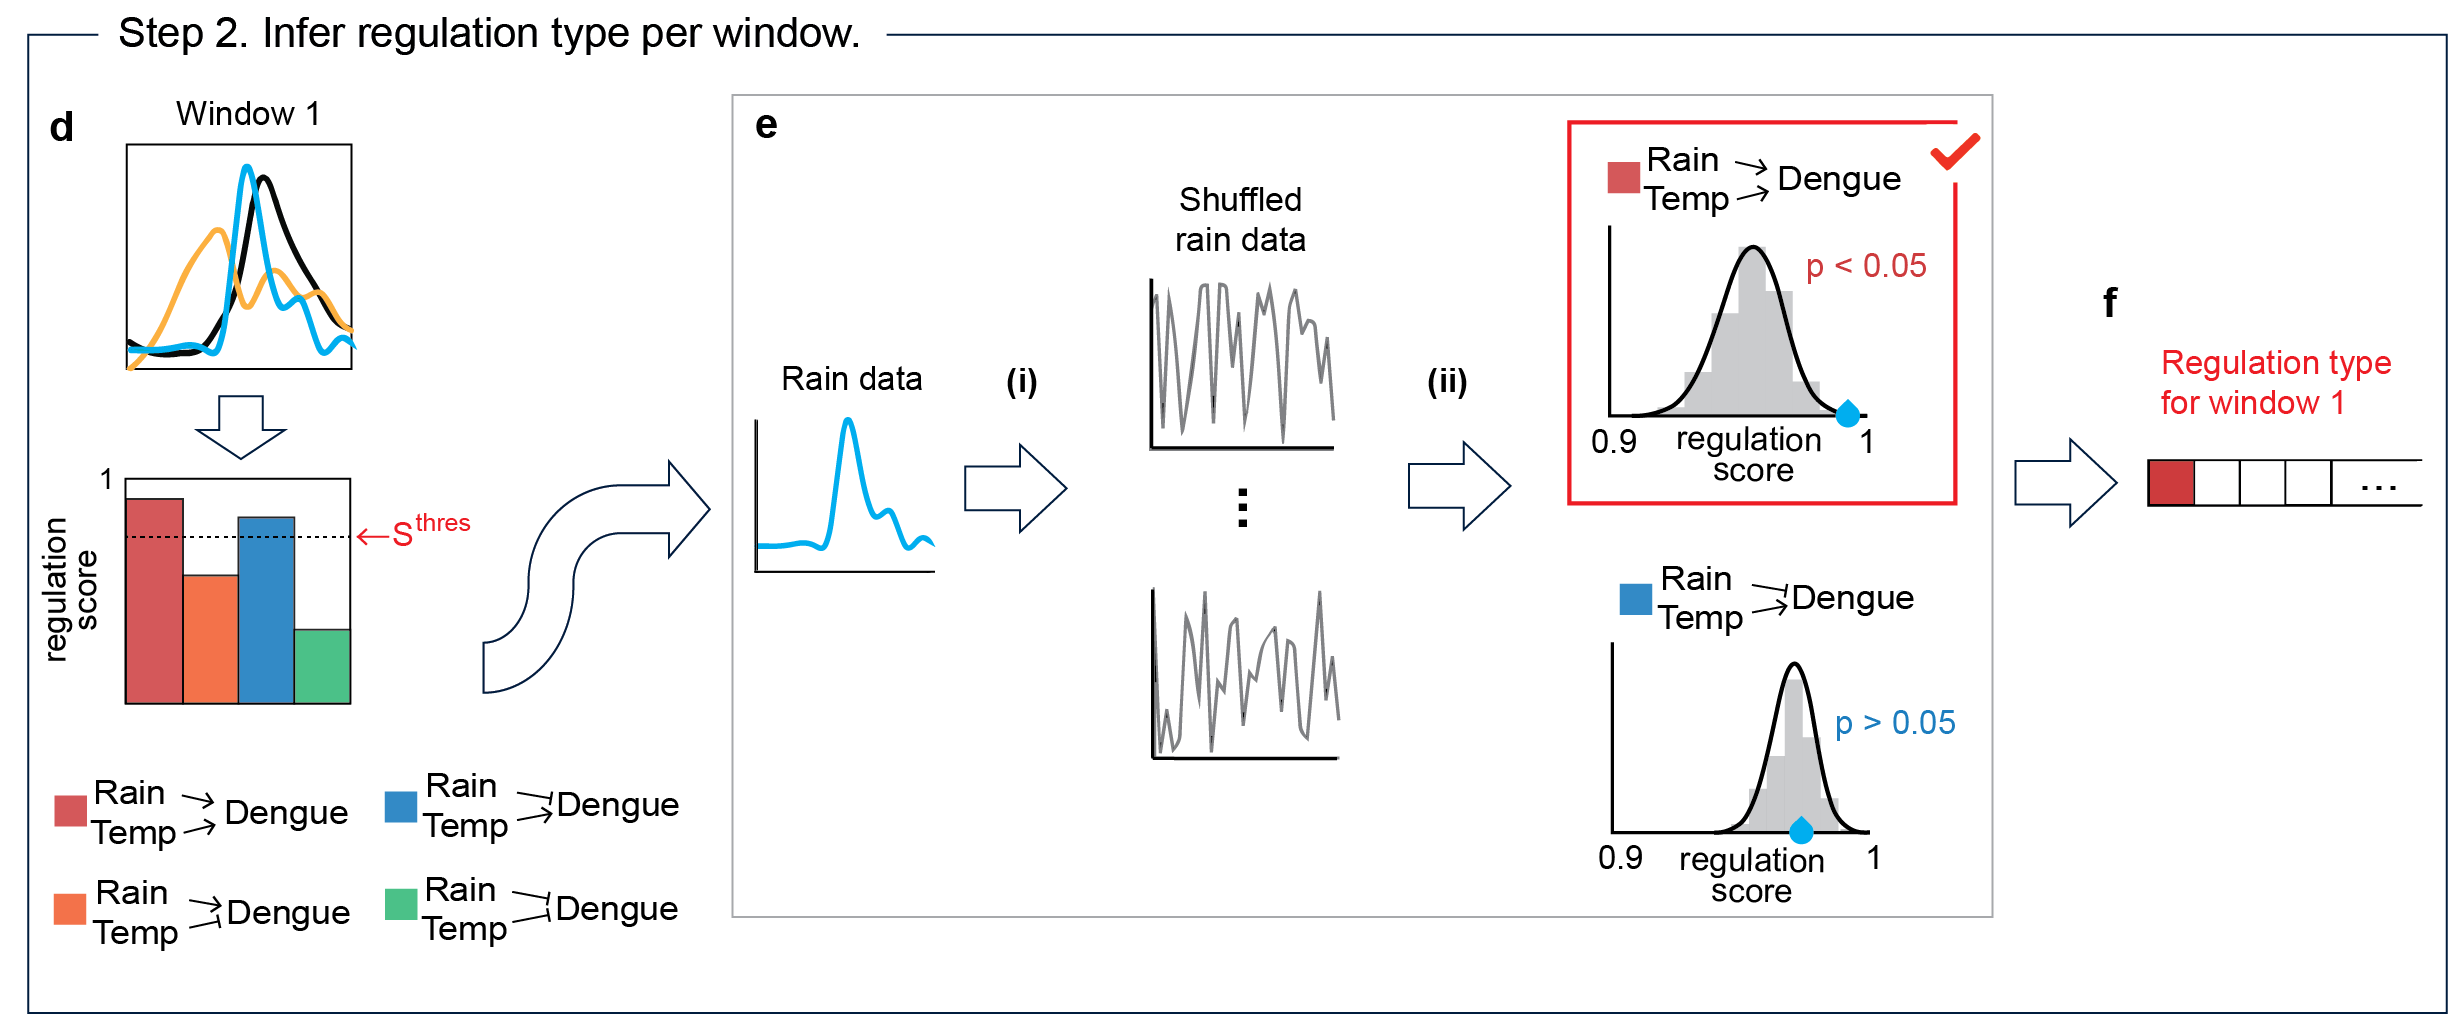 Step 2. Infer regulation type per window.
d
Window 1
1
regulation
score
S^thres
Rain
Temp
Dengue
Rain
Temp
Dengue
Rain
Temp
Dengue
Rain
Temp
Dengue
e
Rain data
(i)
Shuffled
rain data
⋮
(ii)
Rain
Temp
Dengue
p < 0.05
0.9
regulation
score
1
Rain
Temp
Dengue
p > 0.05
0.9
regulation
score
1
f
Regulation type
for window 1
...